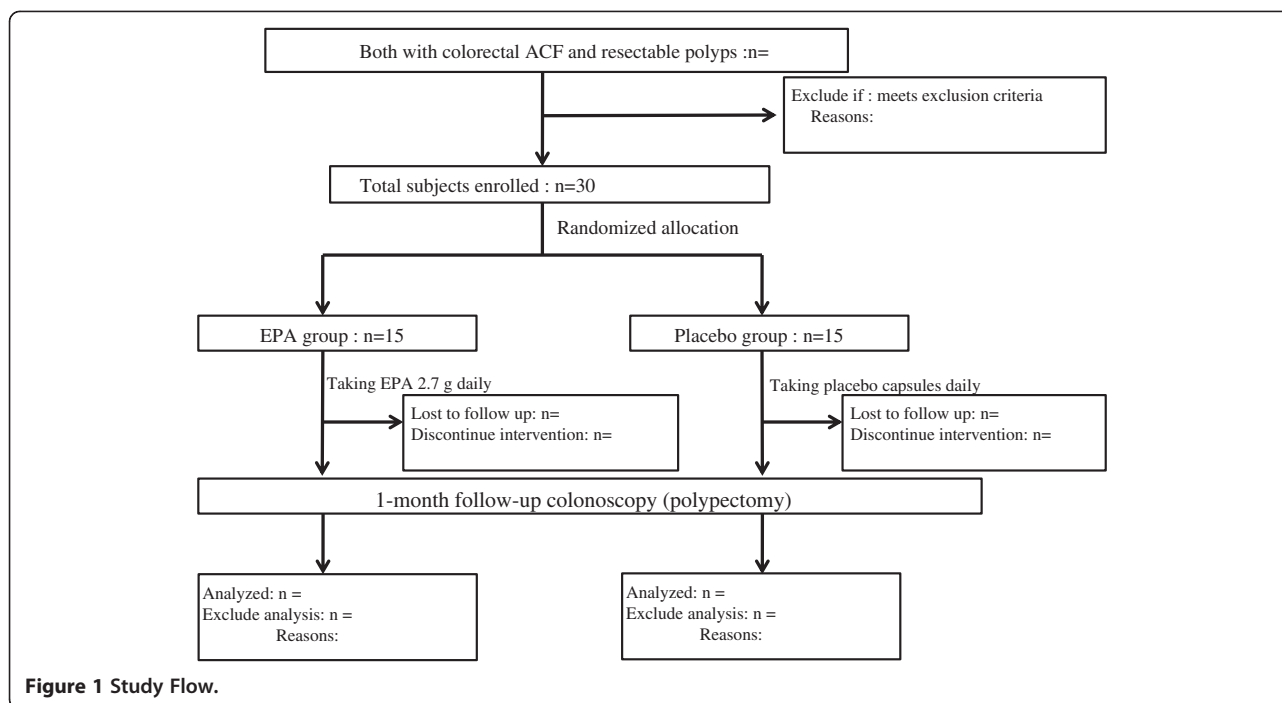 Both with colorectal ACF and resectable polyps :n=
Exclude if : meets exclusion criteria
Reasons:
Total subjects enrolled : n=30
Randomized allocation
EPA group : n=15
Placebo group : n=15
Taking EPA 2.7 g daily
Taking placebo capsules daily
Lost to follow up: n=
Discontinue intervention: n=
Lost to follow up: n=
Discontinue intervention: n=
1-month follow-up colonoscopy (polypectomy)
Analyzed: n =
Exclude analysis: n =
Reasons:
Analyzed: n =
Exclude analysis: n =
Reasons:
Figure 1 Study Flow.